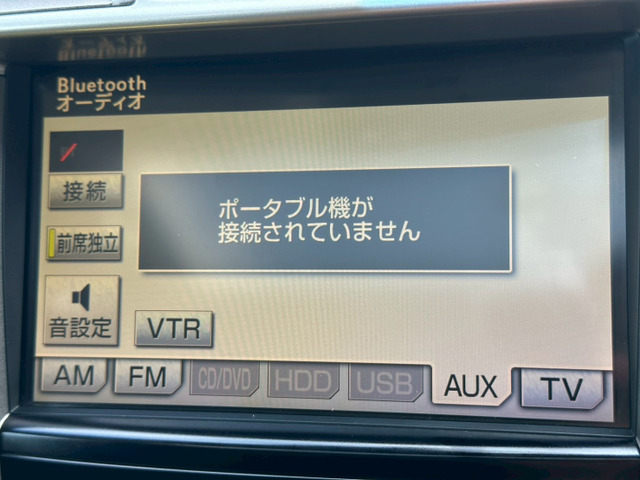 Bluetooth
オーディオ
接続
ポータブル機が
接続されていません
前席独立
音設定
VTR
AM FM CD/DVD HDD USB AUX TV